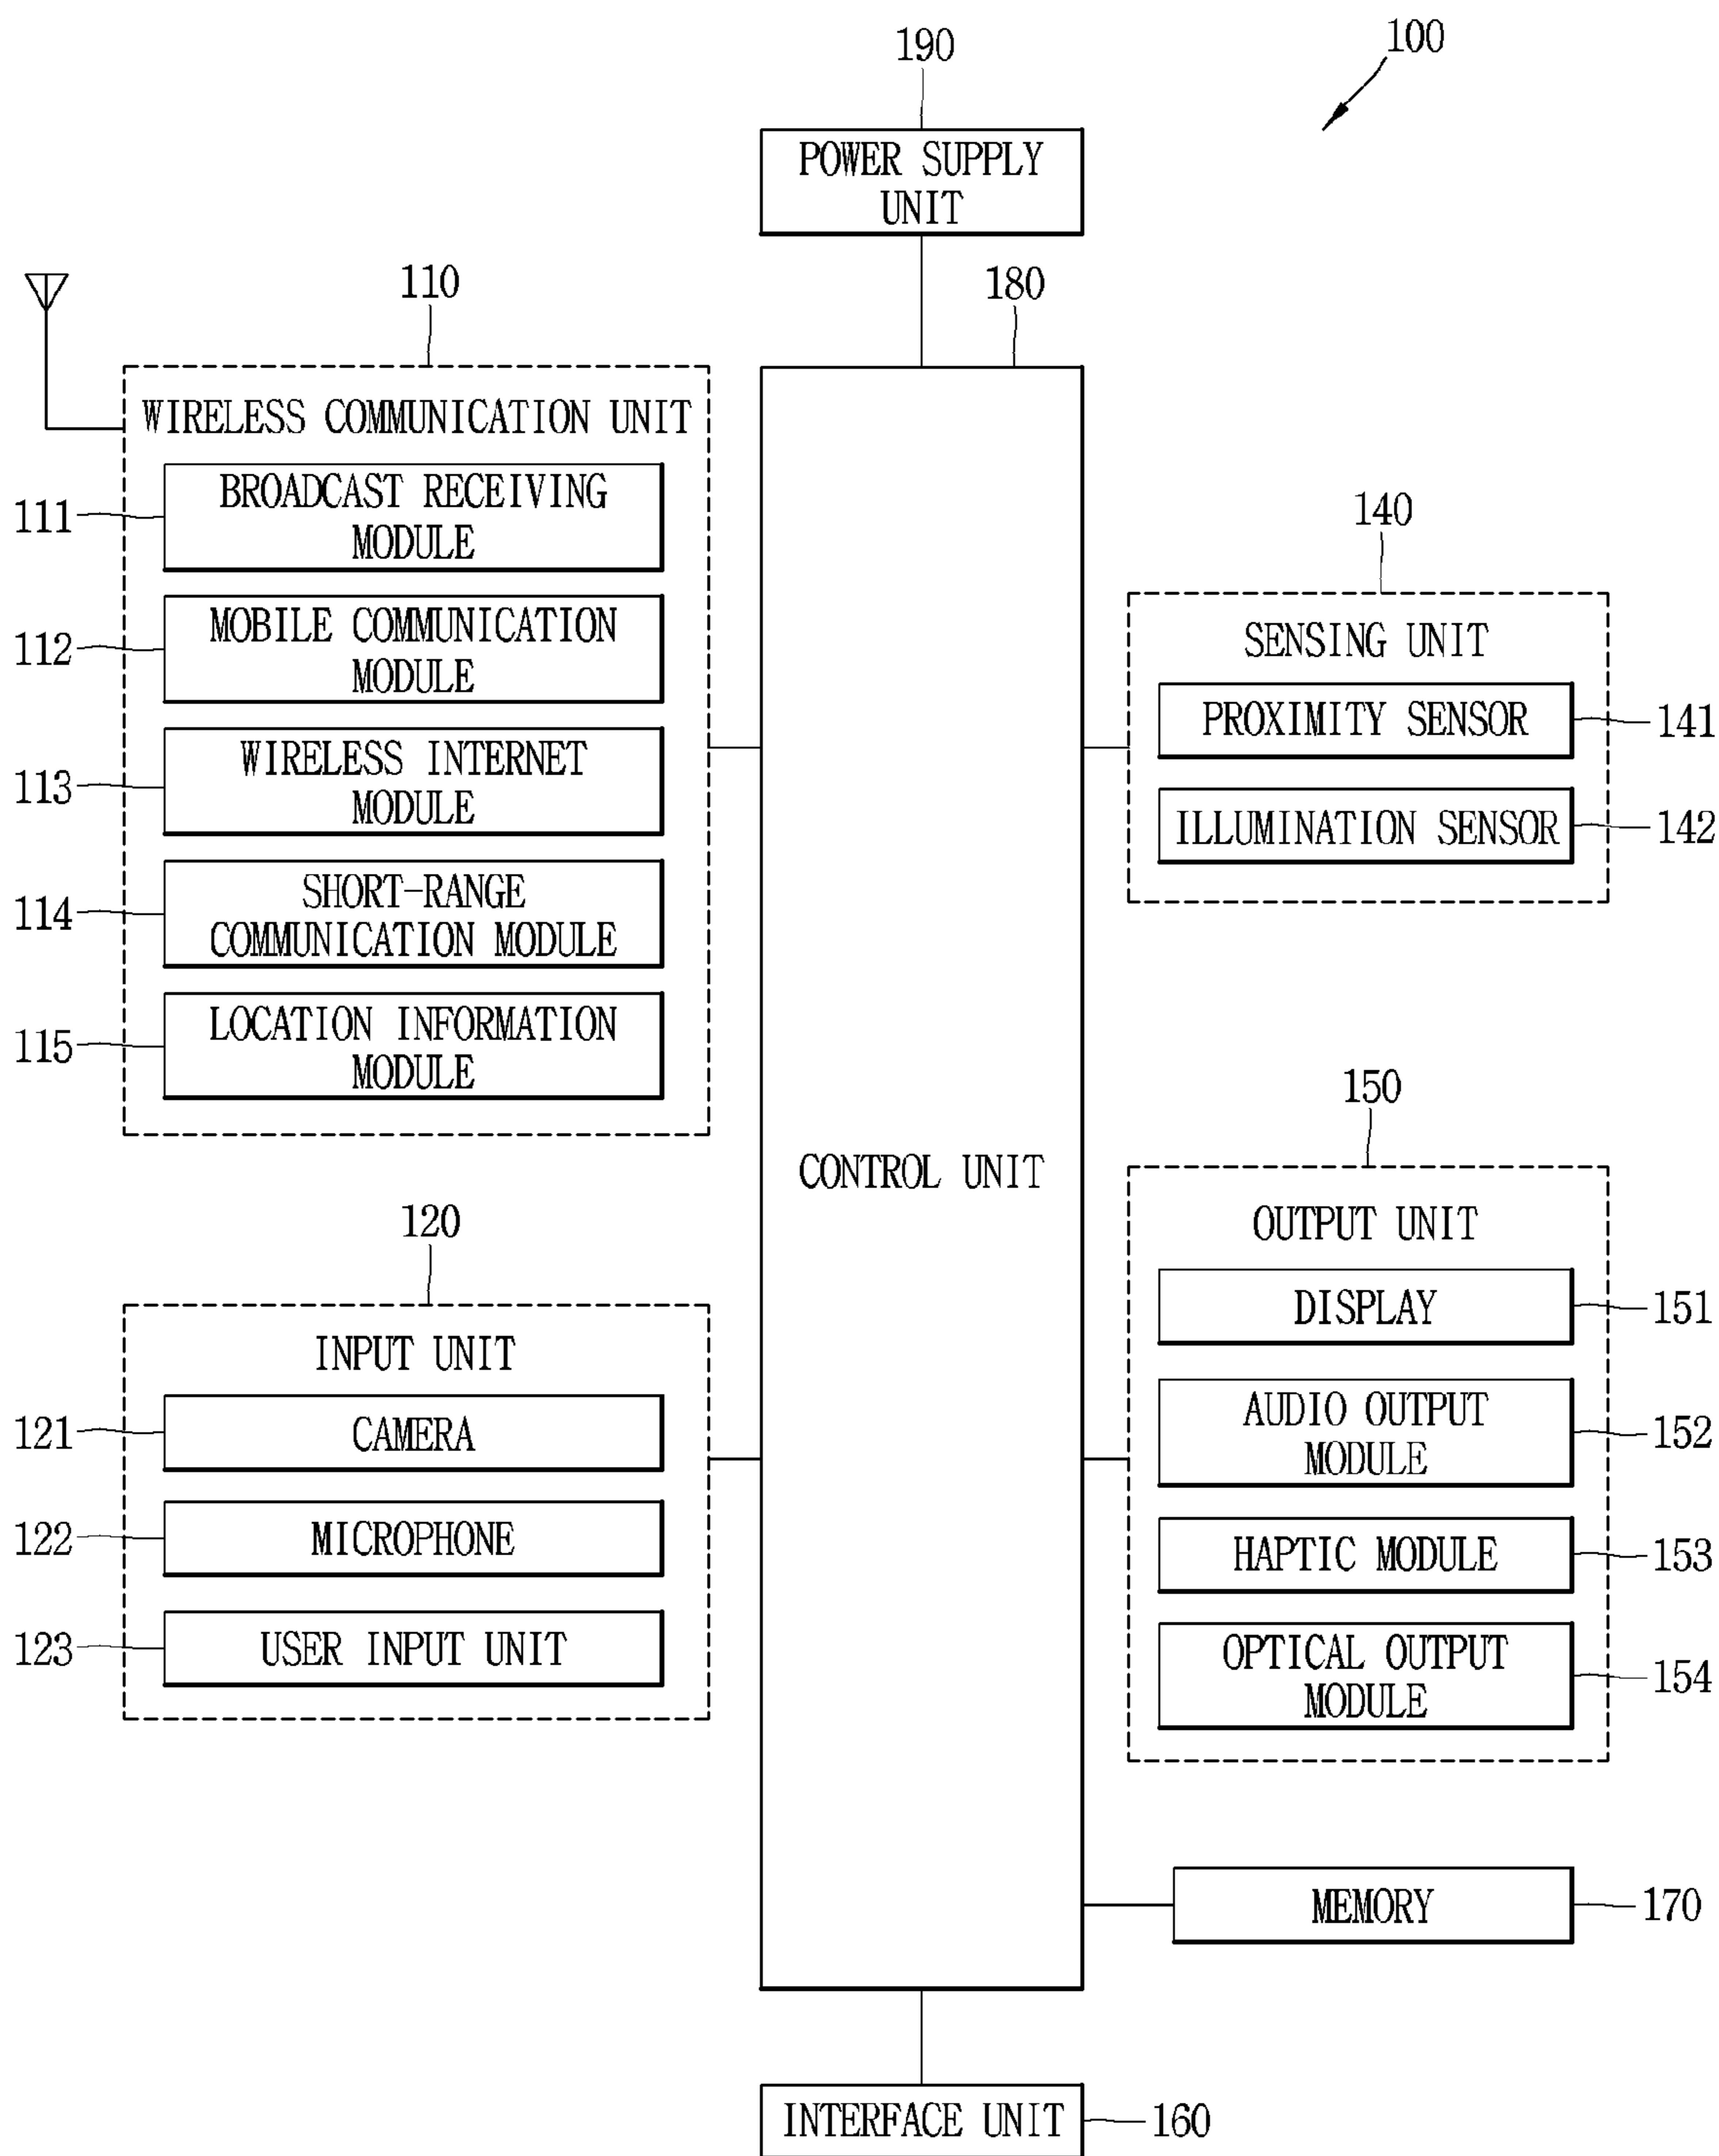 100
190
POWER SUPPLY
UNIT
110
180
WIRELESS COMMUNICATION UNIT
111
BROADCAST RECEIVING
MODULE
112
MOBILE COMMUNICATION
MODULE
113
WIRELESS INTERNET
MODULE
114
SHORT-RANGE
COMMUNICATION MODULE
115
LOCATION INFORMATION
MODULE
120
INPUT UNIT
121
CAMERA
122
MICROPHONE
123
USER INPUT UNIT
CONTROL UNIT
140
SENSING UNIT
PROXIMITY SENSOR
141
ILLUMINATION SENSOR
142
150
OUTPUT UNIT
DISPLAY
151
AUDIO OUTPUT
MODULE
152
HAPTIC MODULE
153
OPTICAL OUTPUT
MODULE
154
MEMORY
170
INTERFACE UNIT
160